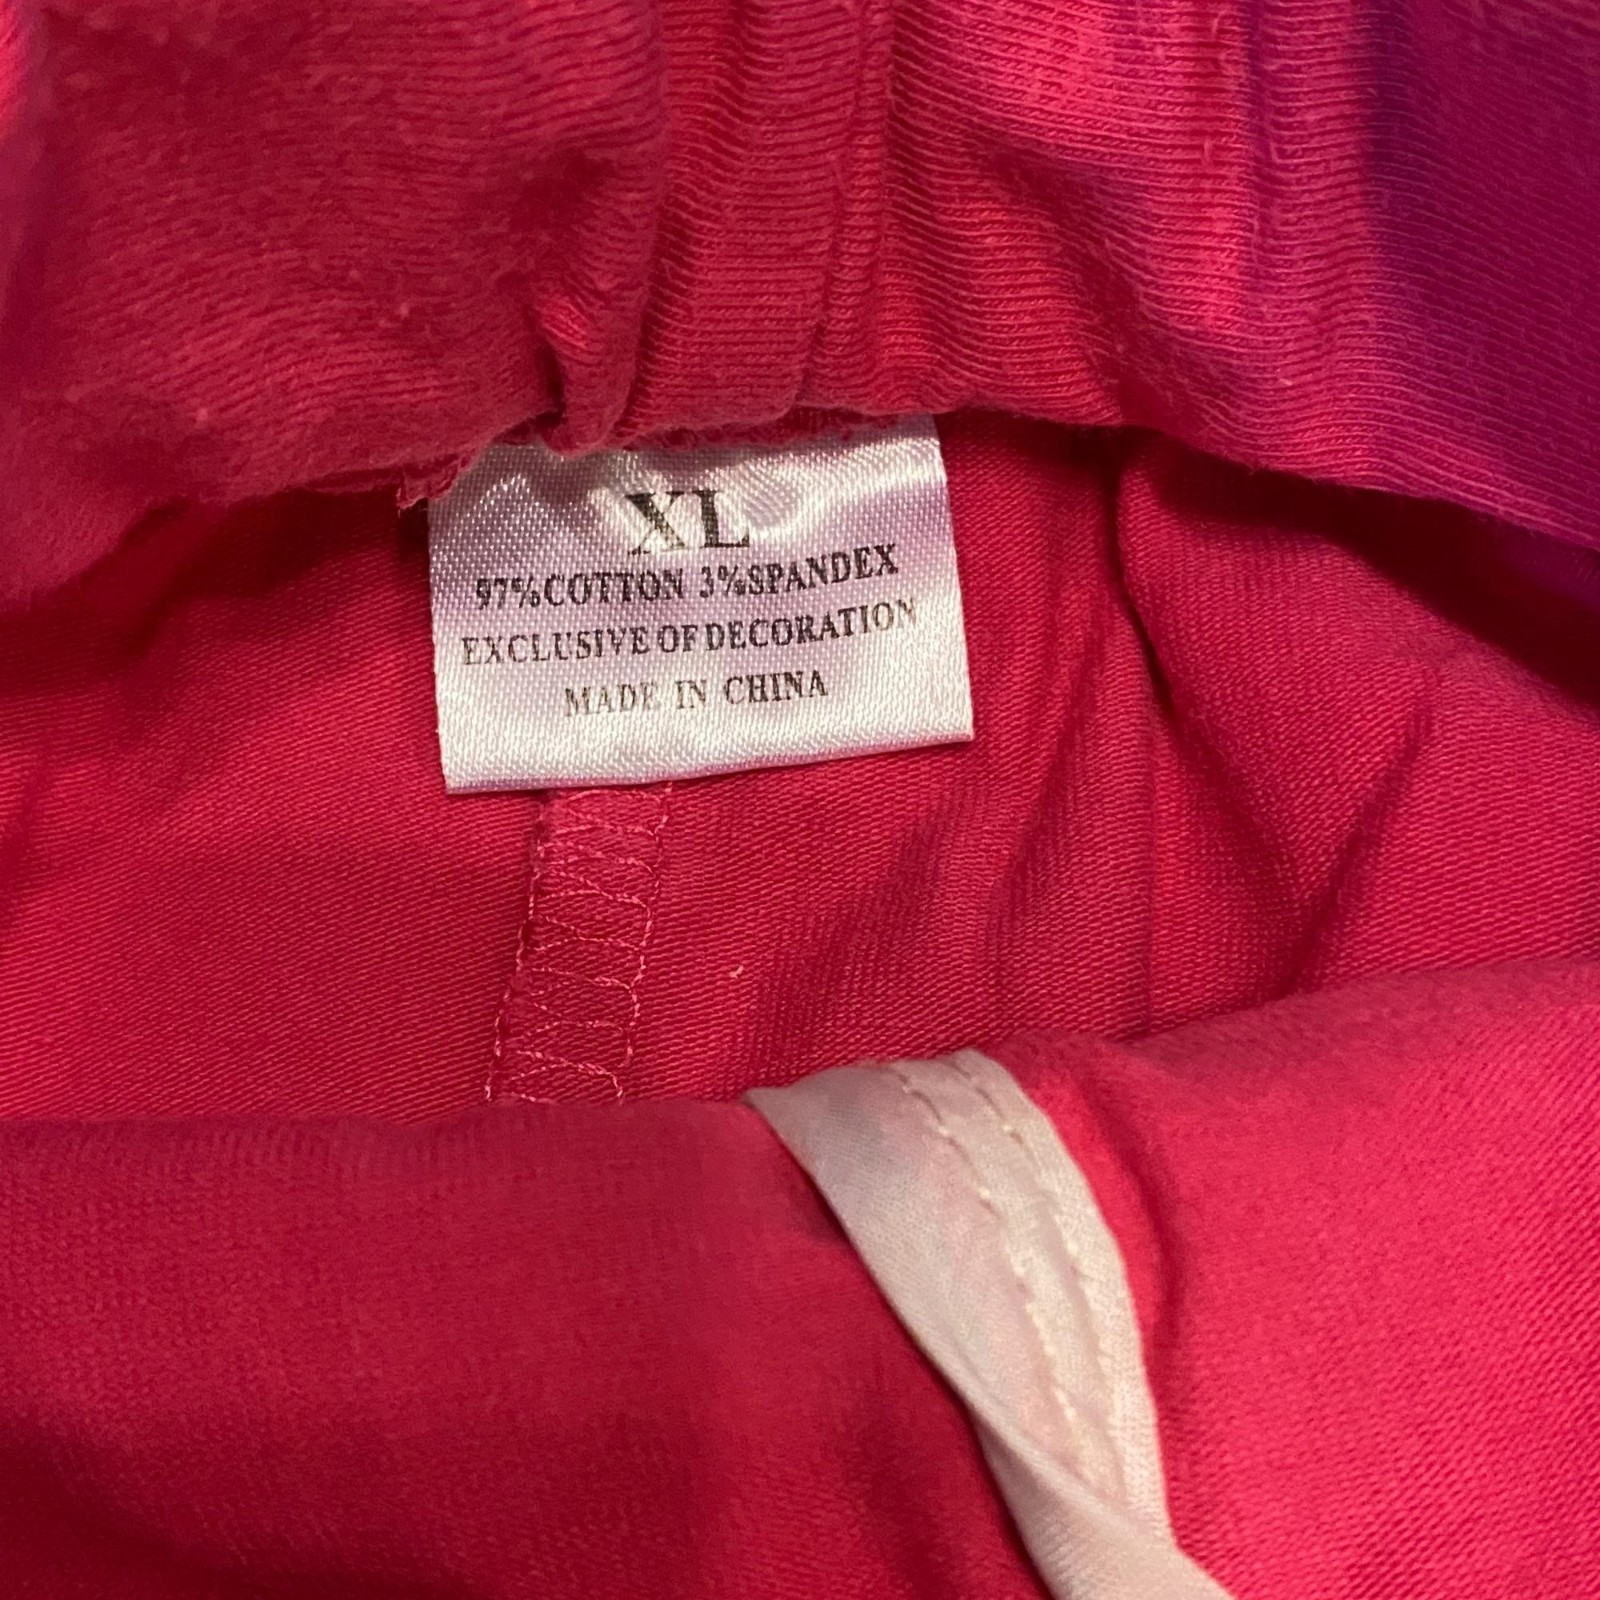 XL
97%COTTON 3%SPANDEX
EXCLUSIVE OF DECORATION
MADE IN CHINA